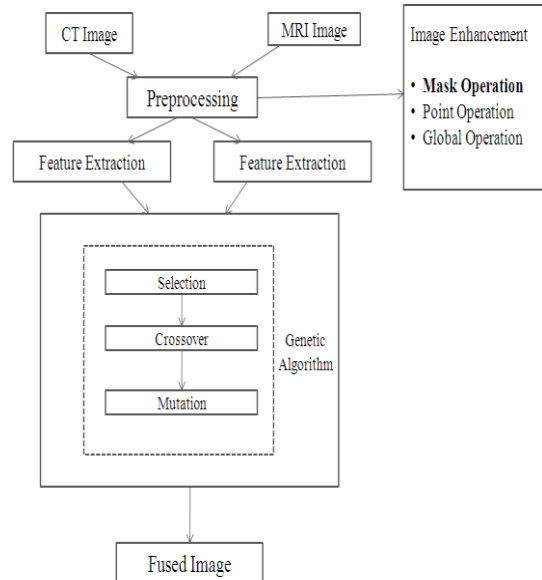 CT Image
MRI Image
Image Enhancement
• Mask Operation
• Point Operation
• Global Operation
Preprocessing
Feature Extraction
Feature Extraction
Selection
Crossover
Mutation
Genetic
Algorithm
Fused Image